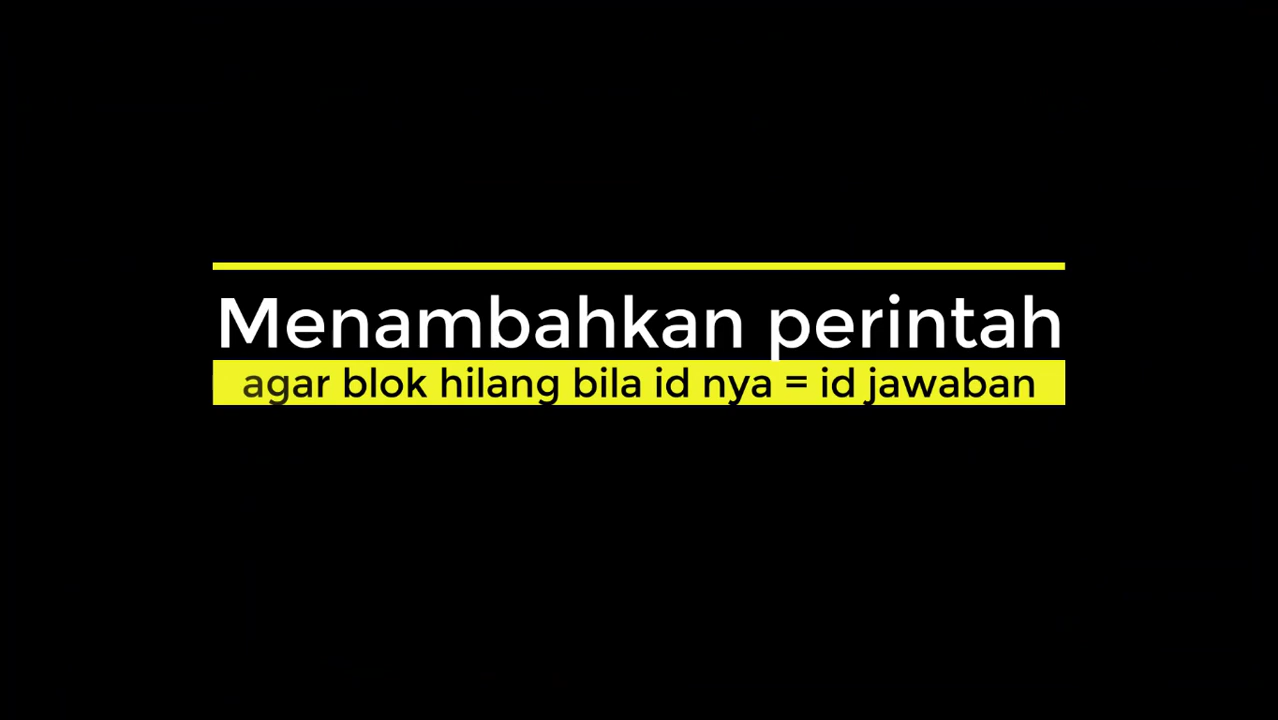 Menambahkan perintah
agar blok hilang bila id nya = id jawaban